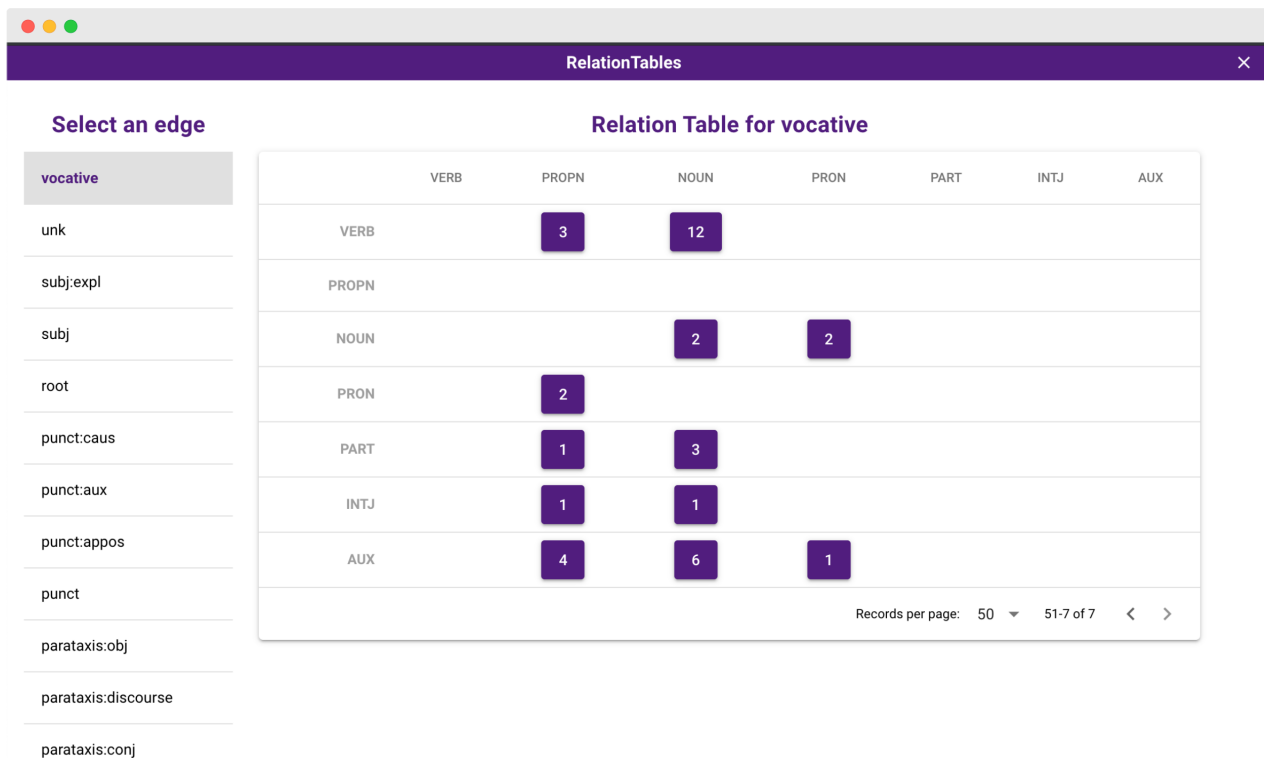 RelationTables
Select an edge
Relation Table for vocative
vocative
unk
subj:expl
subj
root
punct:caus
punct:aux
punct:appos
punct
parataxis:obj
parataxis:discourse
parataxis:conj
VERB PROPN NOUN PRON PART INTJ AUX
VERB 3 12
PROPN
NOUN 2 2
PRON 2
PART 1 3
INTJ 1 1
AUX 4 6 1
Records per page: 50 51-7 of 7